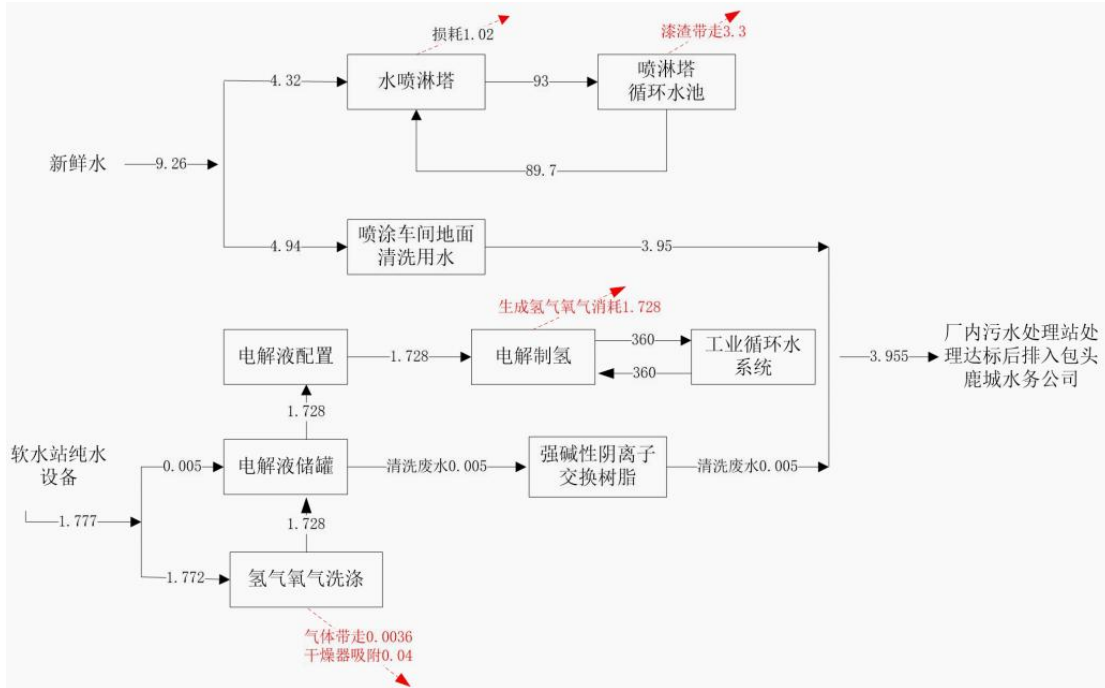 损耗1.02
漆渣带走3.3
4.32
水喷淋塔
93
喷淋塔
循环水池
新鲜水
9.26
89.7
4.94
喷涂车间地面
清洗用水
3.95
生成氢气氧气消耗1.728
电解液配置
1.728
电解制氢
360
360
工业循环水
系统
3.955
厂内污水处理站处
理达标后排入包头
鹿城水务公司
1.728
软水站纯水
设备
0.005
电解液储罐
清洗废水0.005
强碱性阴离子
交换树脂
清洗废水0.005
1.777
1.728
1.772
氢气氧气洗涤
气体带走0.0036
干燥器吸附0.04